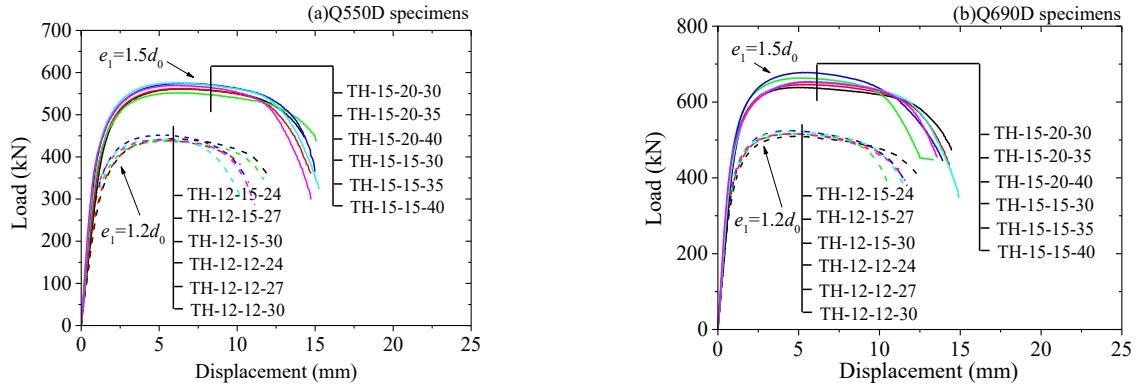 (a)Q550D specimens
700
600
500
400
300
200
100
0
Load (kN)
e1=1.5d0
TH-15-20-30
TH-15-20-35
TH-15-20-40
TH-15-15-30
TH-15-15-35
TH-15-15-40
e1=1.2d0
TH-12-15-24
TH-12-15-27
TH-12-15-30
TH-12-12-24
TH-12-12-27
TH-12-12-30
0 5 10 15 20 25
Displacement (mm)
(b)Q690D specimens
800
600
400
200
0
Load (kN)
e1=1.5d0
TH-15-20-30
TH-15-20-35
TH-15-20-40
TH-15-15-30
TH-15-15-35
TH-15-15-40
e1=1.2d0
TH-12-15-24
TH-12-15-27
TH-12-15-30
TH-12-12-24
TH-12-12-27
TH-12-12-30
0 5 10 15 20 25
Displacement (mm)